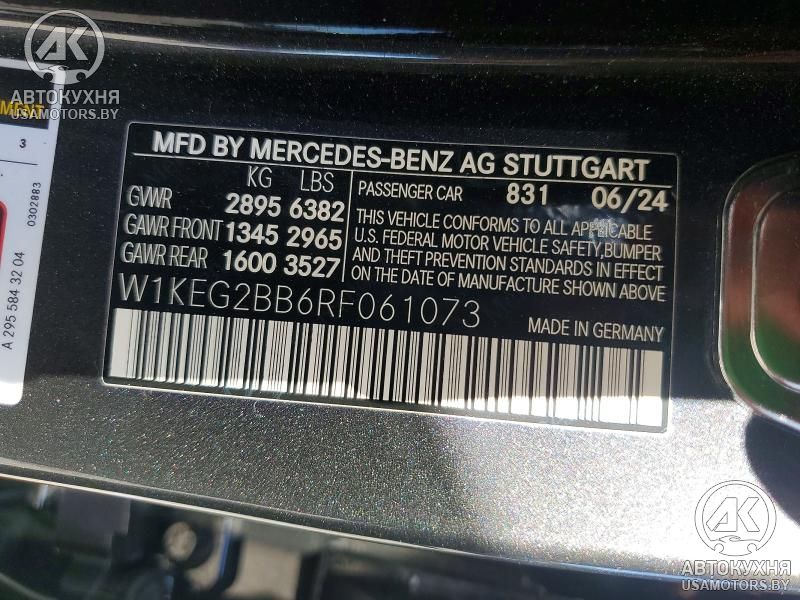 АК
АВТОКУХНЯ
USAMOTORS.BY
MENT
3
0302883
A 295 584 32 04
MFD BY MERCEDES-BENZ AG STUTTGART
KG LBS
GVWR 2895 6382
GAWR FRONT 1345 2965
GAWR REAR 1600 3527
PASSENGER CAR 831 06/24
THIS VEHICLE CONFORMS TO ALL APPLICABLE
U.S. FEDERAL MOTOR VEHICLE SAFETY,BUMPER
AND THEFT PREVENTION STANDARDS IN EFFECT
ON THE DATE OF MANUFACTURE SHOWN ABOVE
W1KEG2BB6RF061073
MADE IN GERMANY
АК
АВТОКУХНЯ
USAMOTORS.BY